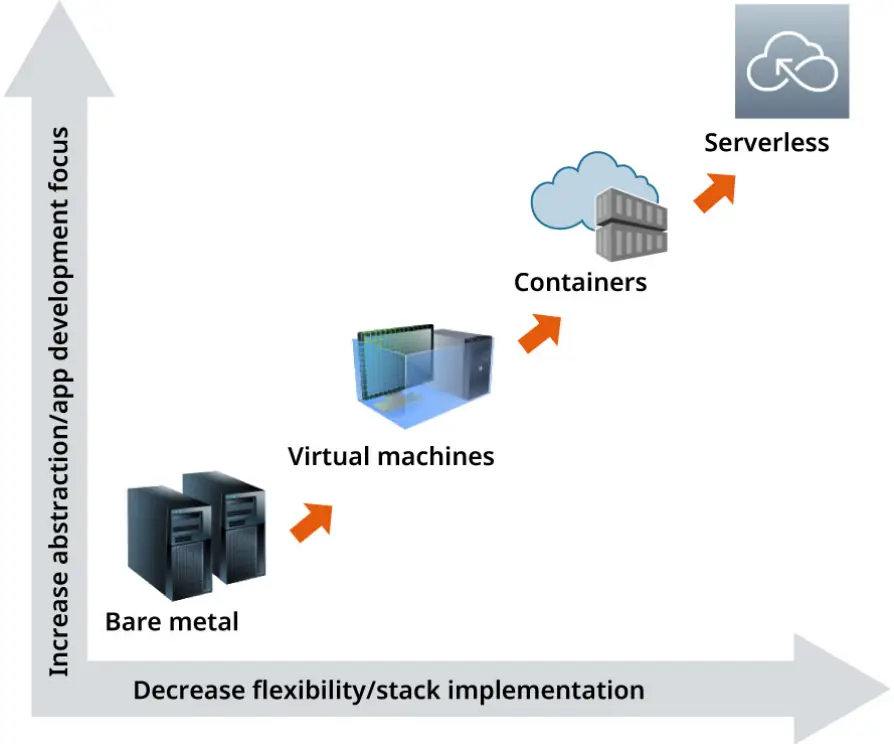 Increase abstraction/app development focus
Serverless
Containers
Virtual machines
Bare metal
Decrease flexibility/stack implementation